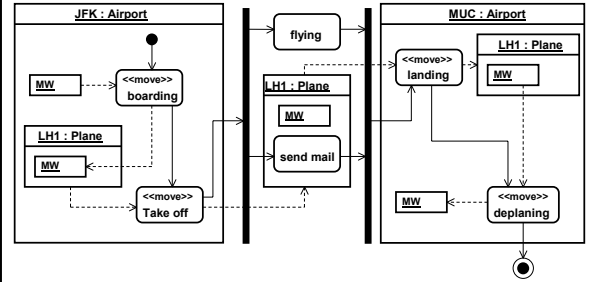 JFK : Airport
<<move>>
boarding
MW
LH1 : Plane
MW
<<move>>
Take off
flying
LH1 : Plane
MW
send mail
MUC : Airport
<<move>>
landing
LH1 : Plane
MW
MW
<<move>>
deplaning